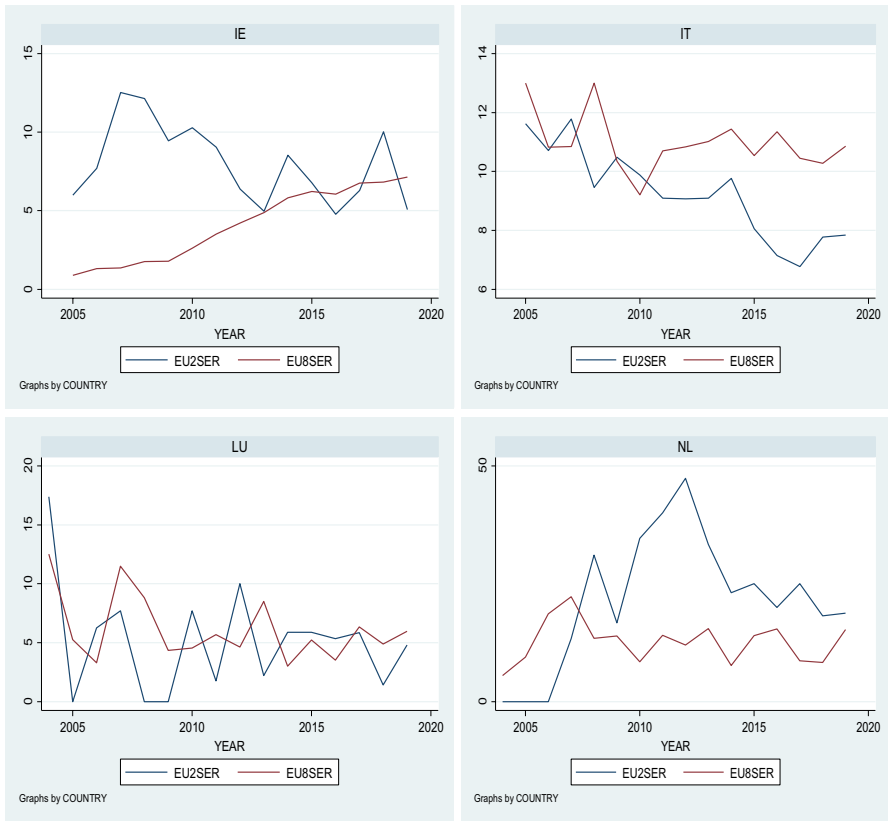 IE
15
10
5
0
2005 2010 2015 2020
YEAR
EU2SER EU8SER
Graphs by COUNTRY
IT
14
12
10
8
6
2005 2010 2015 2020
YEAR
EU2SER EU8SER
Graphs by COUNTRY
LU
20
15
10
5
0
2005 2010 2015 2020
YEAR
EU2SER EU8SER
Graphs by COUNTRY
NL
50
0
2005 2010 2015 2020
YEAR
EU2SER EU8SER
Graphs by COUNTRY